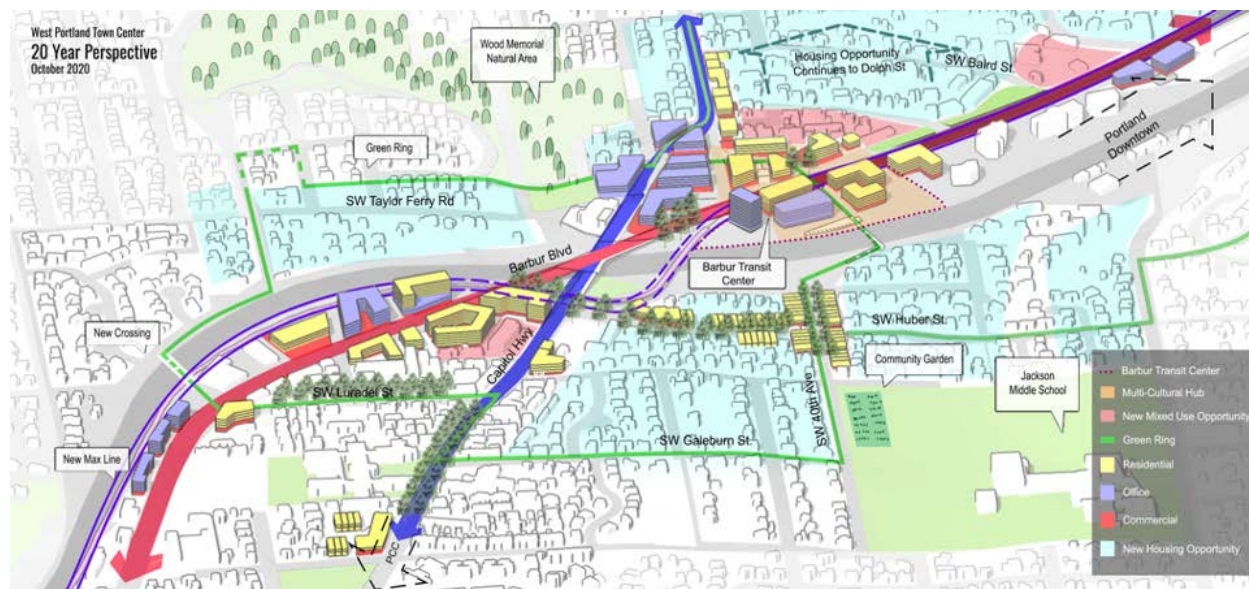 West Portland Town Center
20 Year Perspective
October 2020
Wood Memorial
Natural Area
Housing Opportunity
Continues to Dolph St
SW Baird St.
Portland
Downtown
Green Ring
SW Taylor Ferry Rd
Barbur Blvd
Barbur Transit
Center
New Crossing
Capitol Hwy
SW Huber St.
Community Garden
Jackson
Middle School
SW Luradel St
SW 40th Ave
SW Galeburn St.
New Max Line
PCC
Barbur Transit Center
Multi-Cultural Hub
New Mixed Use Opportunity
Green Ring
Residential
Office
Commercial
New Housing Opportunity